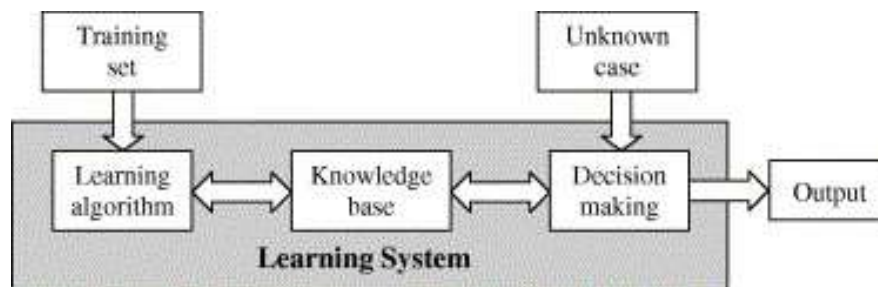 Training
set
Unknown
case
Learning
algorithm
Knowledge
base
Decision
making
Output
Learning System